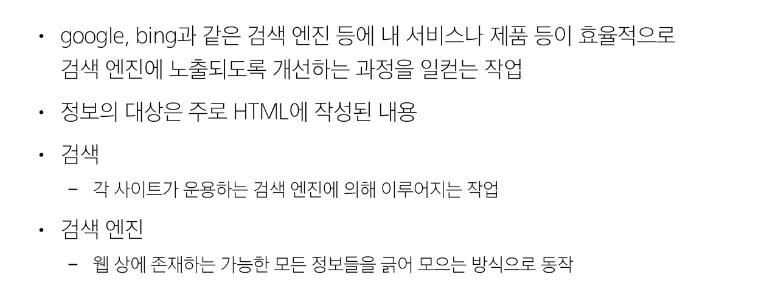 • google, bing과 같은 검색 엔진 등에 내 서비스나 제품 등이 효율적으로
검색 엔진에 노출되도록 개선하는 과정을 일컫는 작업
• 정보의 대상은 주로 HTML에 작성된 내용
• 검색
– 각 사이트가 운용하는 검색 엔진에 의해 이루어지는 작업
• 검색 엔진
– 웹 상에 존재하는 가능한 모든 정보들을 긁어 모으는 방식으로 동작